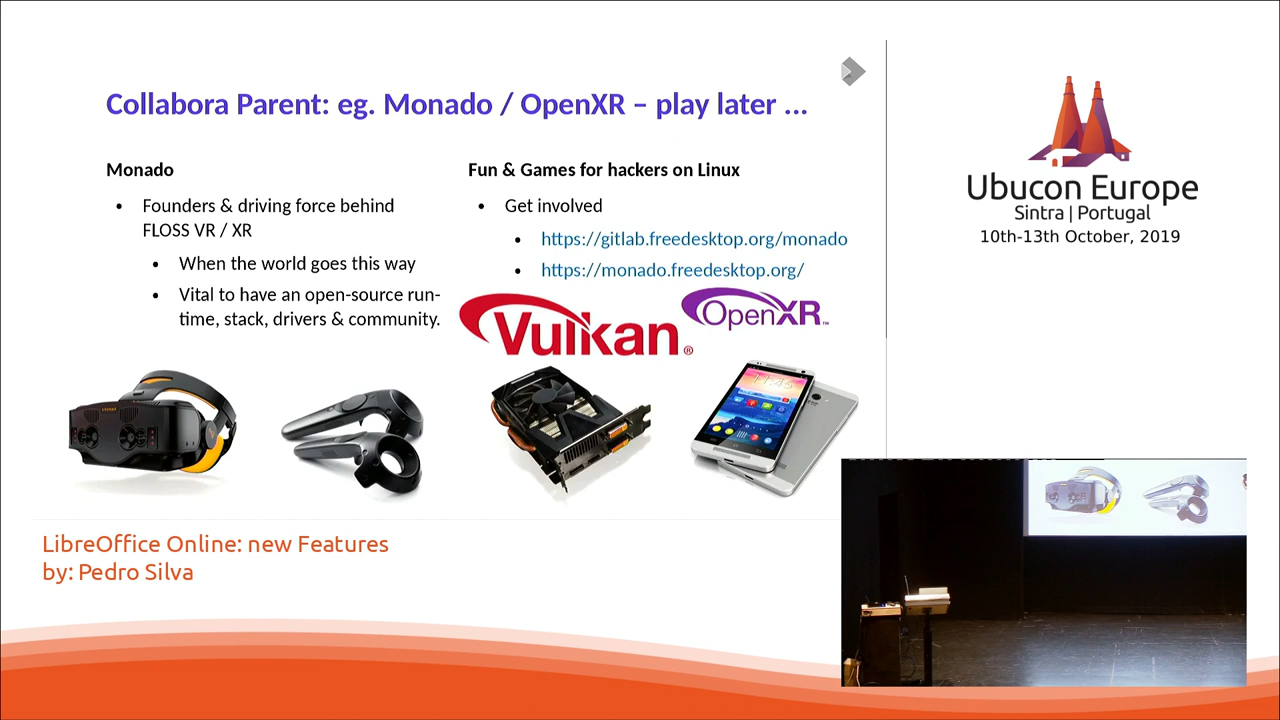 Collabora Parent: eg. Monado / OpenXR – play later ...
Monado
• Founders & driving force behind
FLOSS VR / XR
• When the world goes this way
• Vital to have an open-source run-
time, stack, drivers & community.
Fun & Games for hackers on Linux
• Get involved
• https://gitlab.freedesktop.org/monado
• https://monado.freedesktop.org/
Vulkan®
OpenXR™
11:45
LibreOffice Online: new Features
by: Pedro Silva
Ubucon Europe
Sintra | Portugal
10th-13th October, 2019